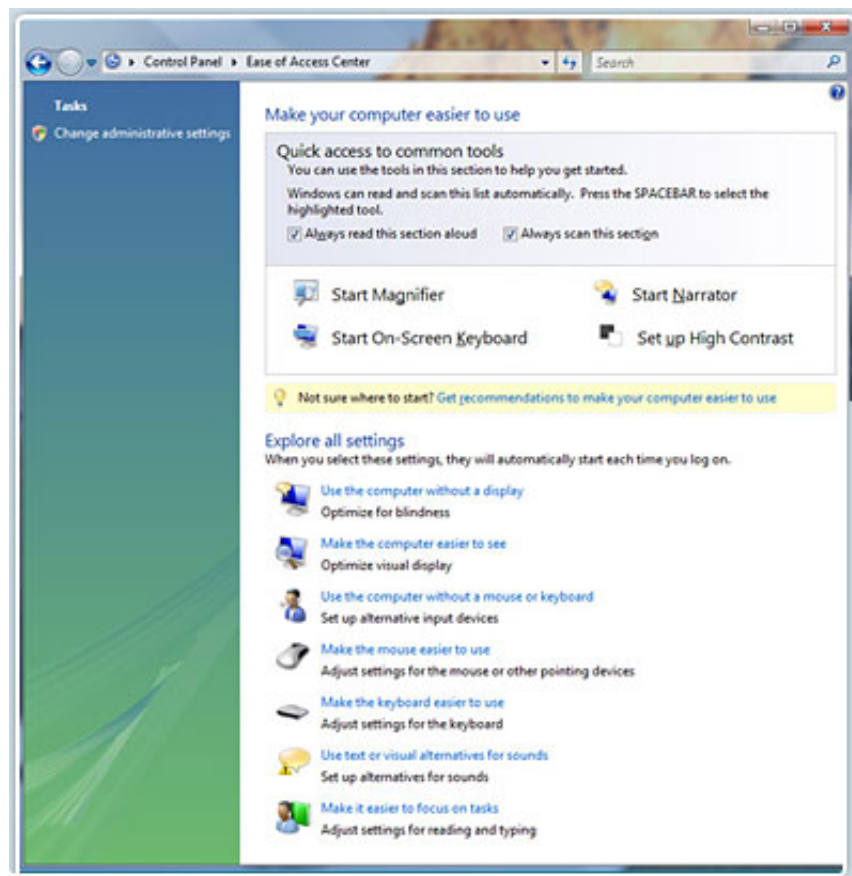 Control Panel ▸ Ease of Access Center
Search
Tasks
Change administrative settings
Make your computer easier to use
Quick access to common tools
You can use the tools in this section to help you get started.
Windows can read and scan this list automatically. Press the SPACEBAR to select the
highlighted tool.
Always read this section aloud Always scan this section
Start Magnifier Start Narrator
Start On-Screen Keyboard Set up High Contrast
Not sure where to start? Get recommendations to make your computer easier to use
Explore all settings
When you select these settings, they will automatically start each time you log on.
Use the computer without a display
Optimize for blindness
Make the computer easier to see
Optimize visual display
Use the computer without a mouse or keyboard
Set up alternative input devices
Make the mouse easier to use
Adjust settings for the mouse or other pointing devices
Make the keyboard easier to use
Adjust settings for the keyboard
Use text or visual alternatives for sounds
Set up alternatives for sounds
Make it easier to focus on tasks
Adjust settings for reading and typing